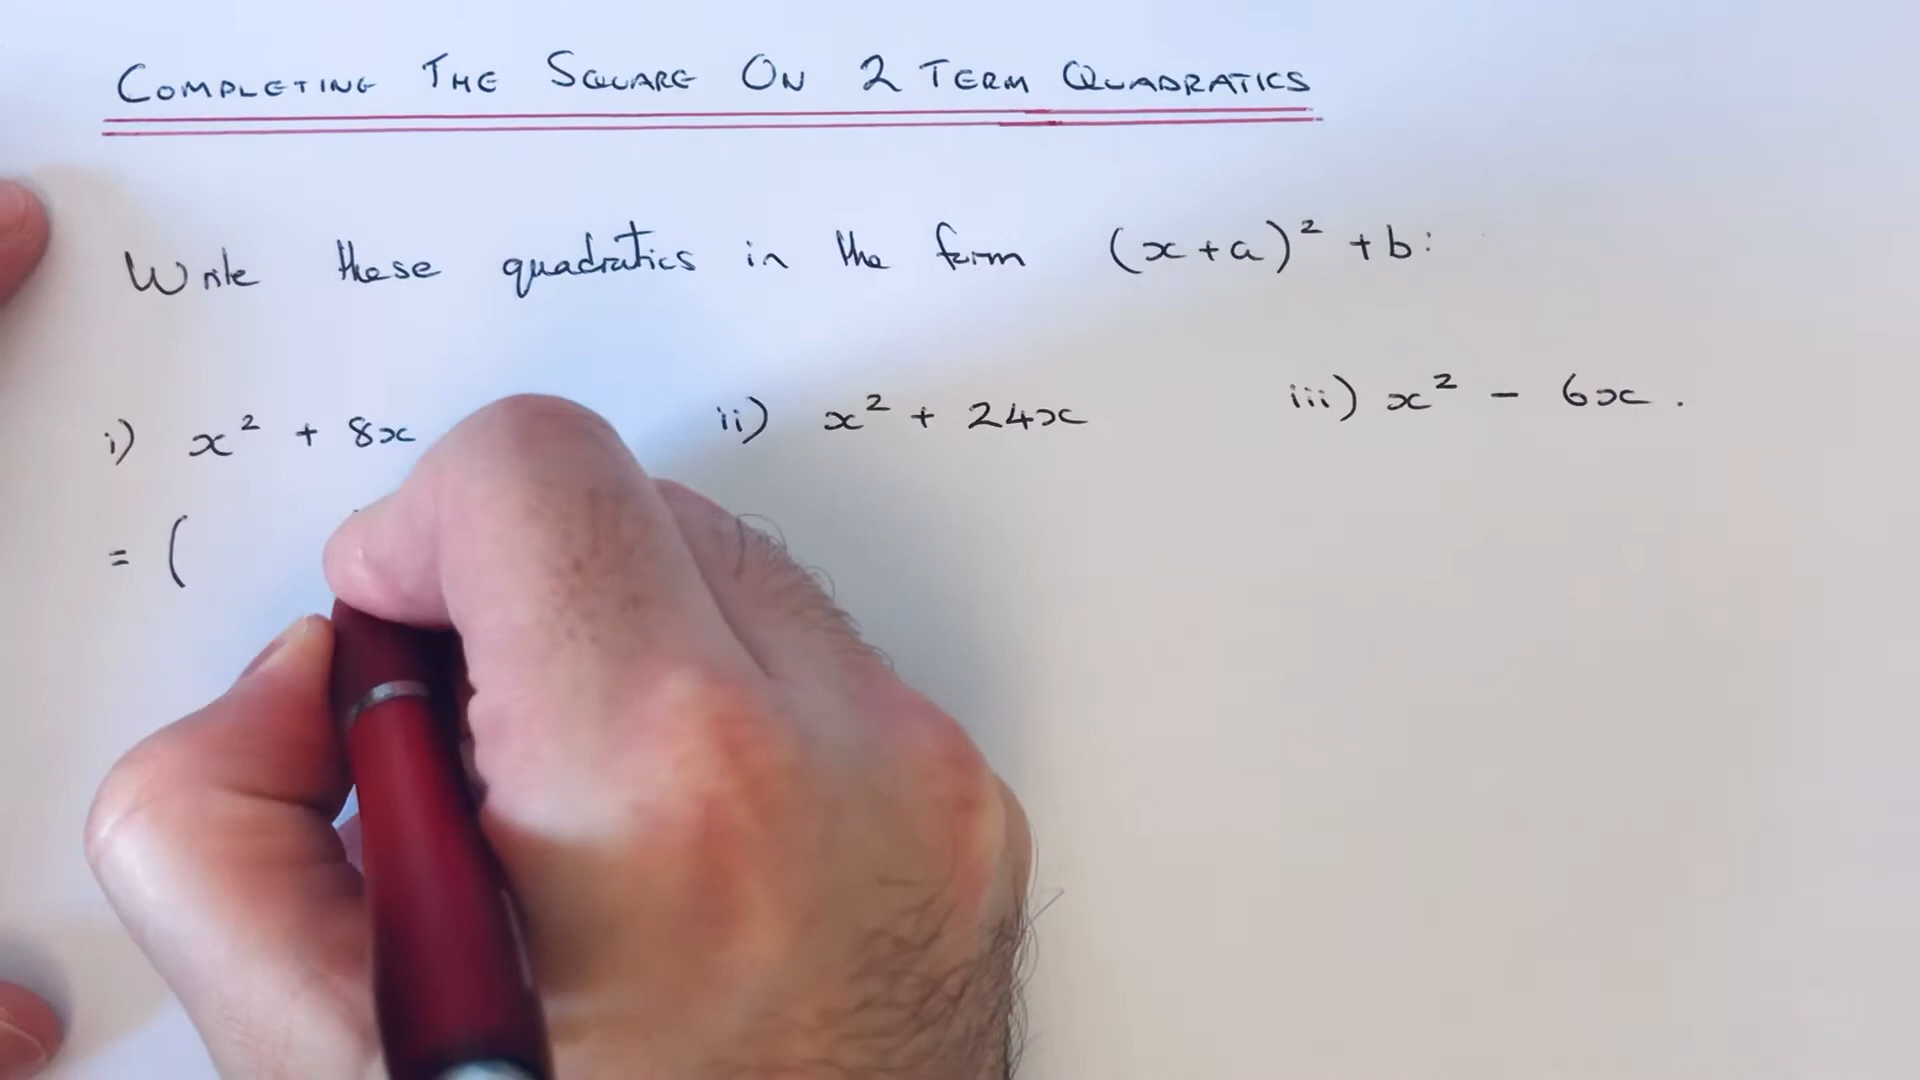 COMPLETING THE SQUARE ON 2 TERM QUADRATICS
Write these quadratics in the form (x+a)² +b:
i) x² + 8x ii) x² + 24x iii) x² - 6x .
= (